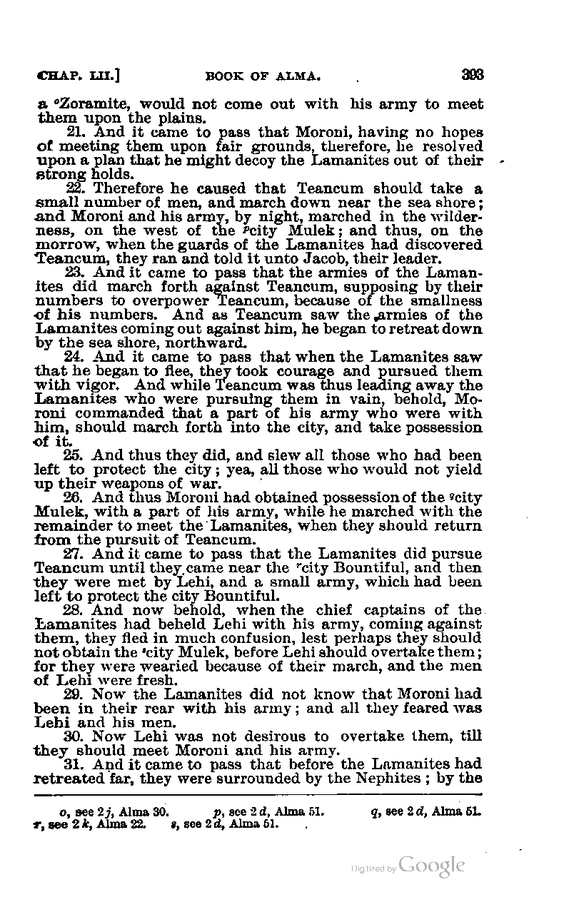 CHAP. LII.] BOOK OF ALMA. 393
a ᵒZoramite, would not come out with his army to meet
them upon the plains.
21. And it came to pass that Moroni, having no hopes
of meeting them upon fair grounds, therefore, he resolved
upon a plan that he might decoy the Lamanites out of their
strong holds.
22. Therefore he caused that Teancum should take a
small number of men, and march down near the sea shore;
and Moroni and his army, by night, marched in the wilder-
ness, on the west of the ᵖcity Mulek; and thus, on the
morrow, when the guards of the Lamanites had discovered
Teancum, they ran and told it unto Jacob, their leader.
23. And it came to pass that the armies of the Laman-
ites did march forth against Teancum, supposing by their
numbers to overpower Teancum, because of the smallness
of his numbers. And as Teancum saw the armies of the
Lamanites coming out against him, he began to retreat down
by the sea shore, northward.
24. And it came to pass that when the Lamanites saw
that he began to flee, they took courage and pursued them
with vigor. And while Teancum was thus leading away the
Lamanites who were pursuing them in vain, behold, Mo-
roni commanded that a part of his army who were with
him, should march forth into the city, and take possession
of it.
25. And thus they did, and slew all those who had been
left to protect the city; yea, all those who would not yield
up their weapons of war.
26. And thus Moroni had obtained possession of the qcity
Mulek, with a part of his army, while he marched with the
remainder to meet the Lamanites, when they should return
from the pursuit of Teancum.
27. And it came to pass that the Lamanites did pursue
Teancum until they came near the ʳcity Bountiful, and then
they were met by Lehi, and a small army, which had been
left to protect the city Bountiful.
28. And now behold, when the chief captains of the
Lamanites had beheld Lehi with his army, coming against
them, they fled in much confusion, lest perhaps they should
not obtain the ˢcity Mulek, before Lehi should overtake them;
for they were wearied because of their march, and the men
of Lehi were fresh.
29. Now the Lamanites did not know that Moroni had
been in their rear with his army; and all they feared was
Lehi and his men.
30. Now Lehi was not desirous to overtake them, till
they should meet Moroni and his army.
31. And it came to pass that before the Lamanites had
retreated far, they were surrounded by the Nephites; by the
o, see 2 j, Alma 30. p, see 2 d, Alma 51. q, see 2 d, Alma 51.
r, see 2 k, Alma 22. s, see 2 d, Alma 51.
Digitized by Google